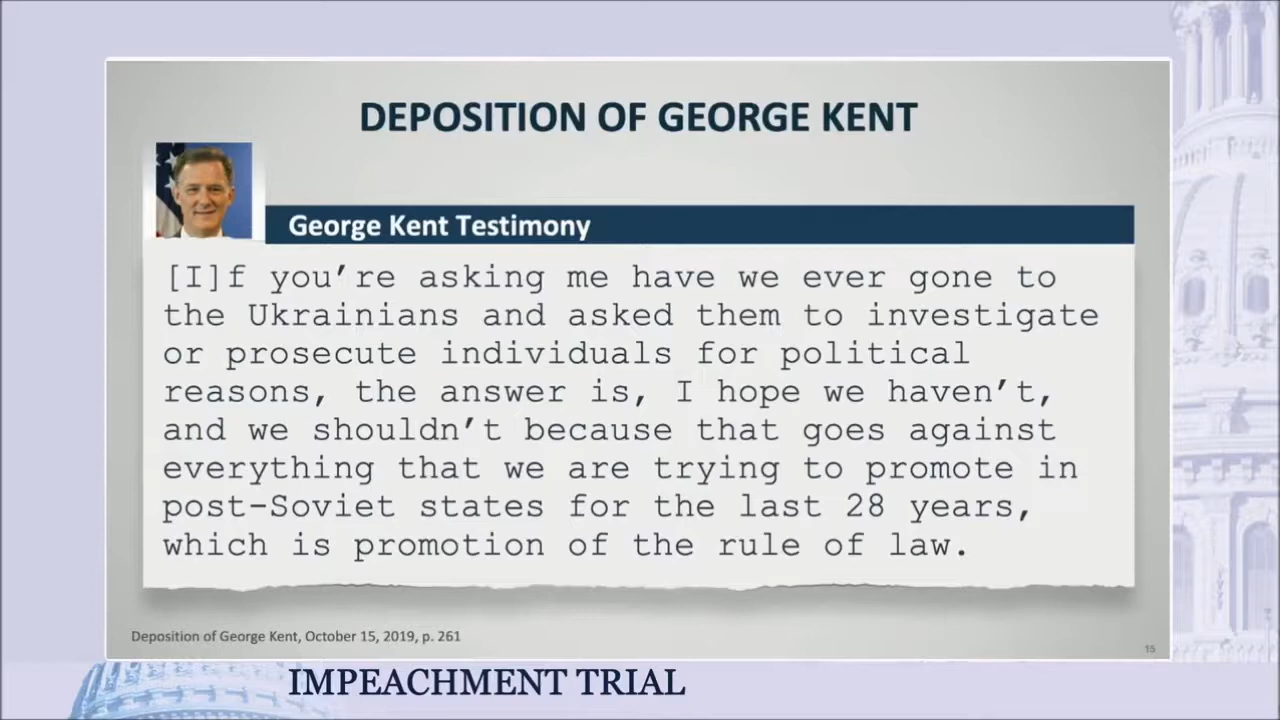 DEPOSITION OF GEORGE KENT
George Kent Testimony
[I]f you’re asking me have we ever gone to
the Ukrainians and asked them to investigate
or prosecute individuals for political
reasons, the answer is, I hope we haven’t,
and we shouldn’t because that goes against
everything that we are trying to promote in
post-Soviet states for the last 28 years,
which is promotion of the rule of law.
Deposition of George Kent, October 15, 2019, p. 261
15
IMPEACHMENT TRIAL